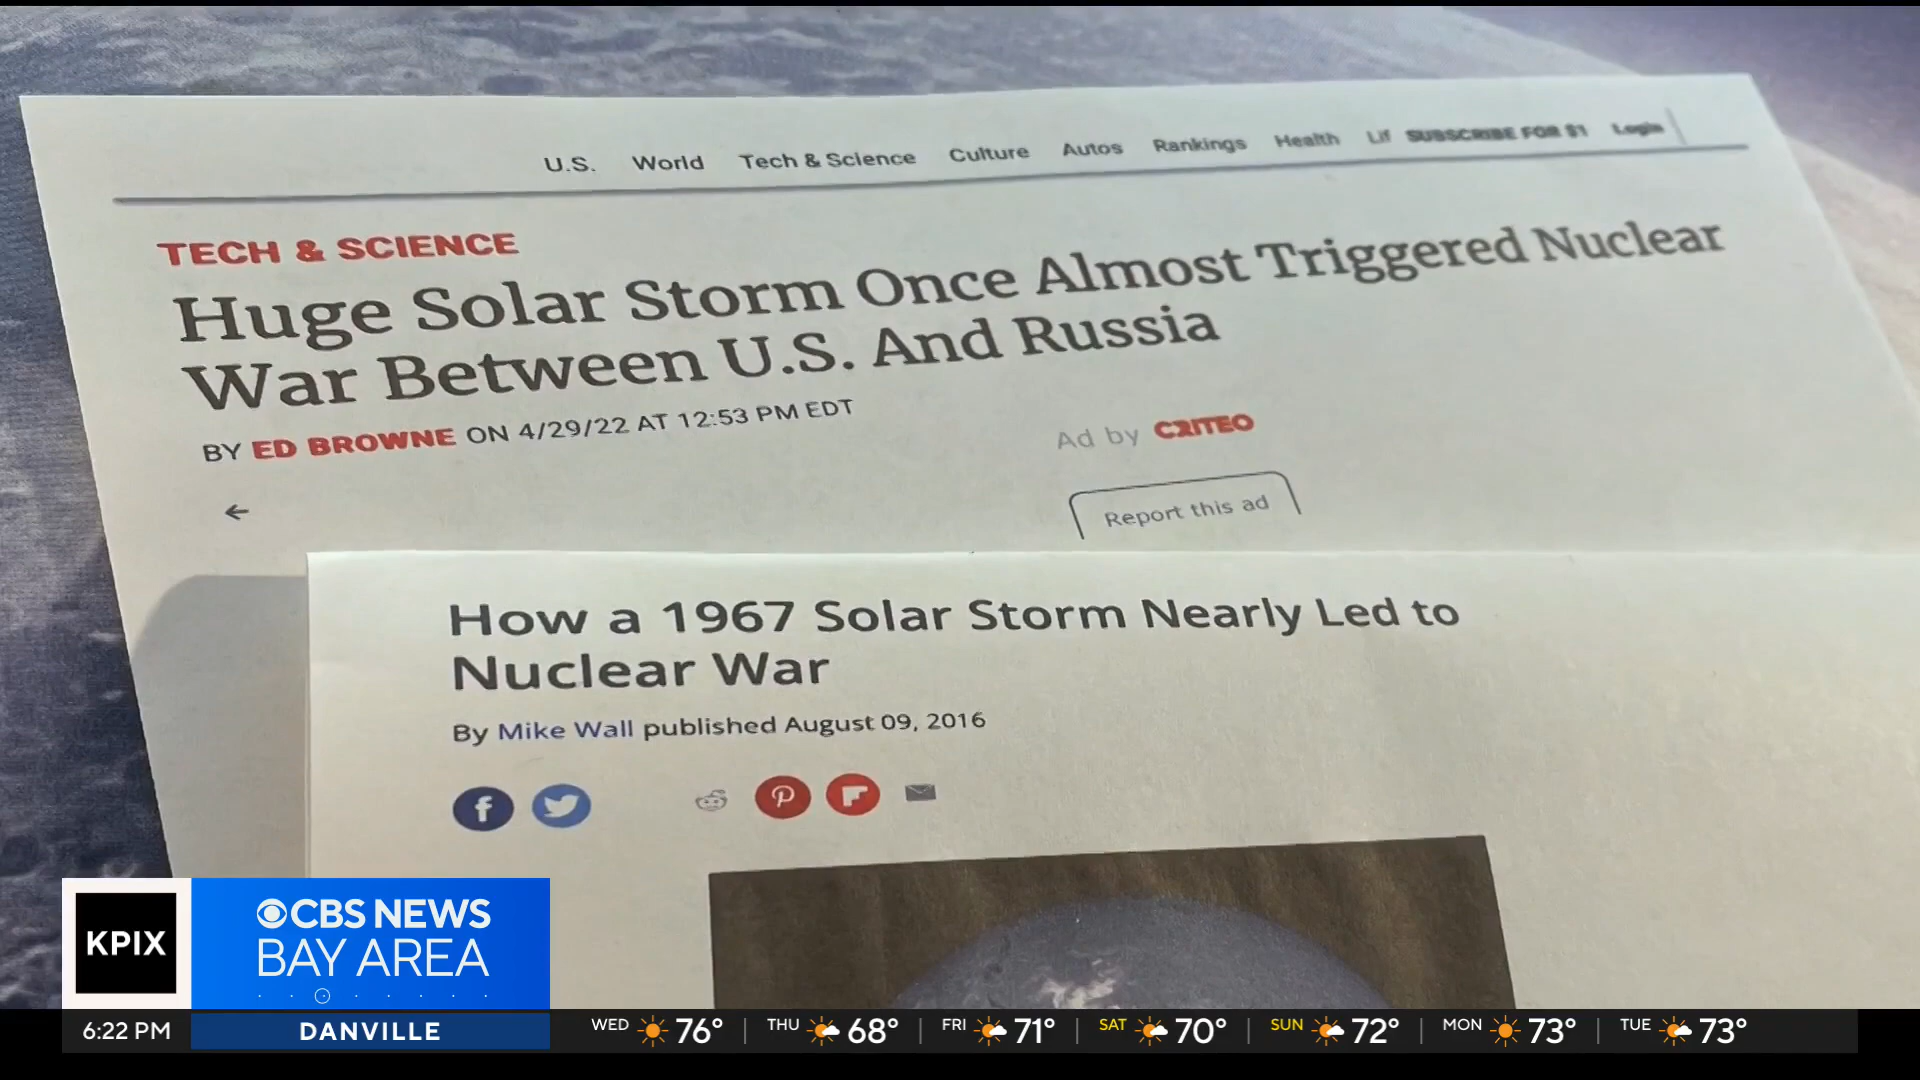 U.S. World Tech & Science Culture Autos Rankings Health Lif SUBSCRIBE FOR $1 Login
TECH & SCIENCE
Huge Solar Storm Once Almost Triggered Nuclear
War Between U.S. And Russia
BY ED BROWNE ON 4/29/22 AT 12:53 PM EDT
Ad by CRITEO
←
Report this ad
How a 1967 Solar Storm Nearly Led to
Nuclear War
By Mike Wall published August 09, 2016
KPIX
CBS NEWS
BAY AREA
6:22 PM
DANVILLE
WED 76° | THU 68° | FRI 71° | SAT 70° | SUN 72° | MON 73° | TUE 73°